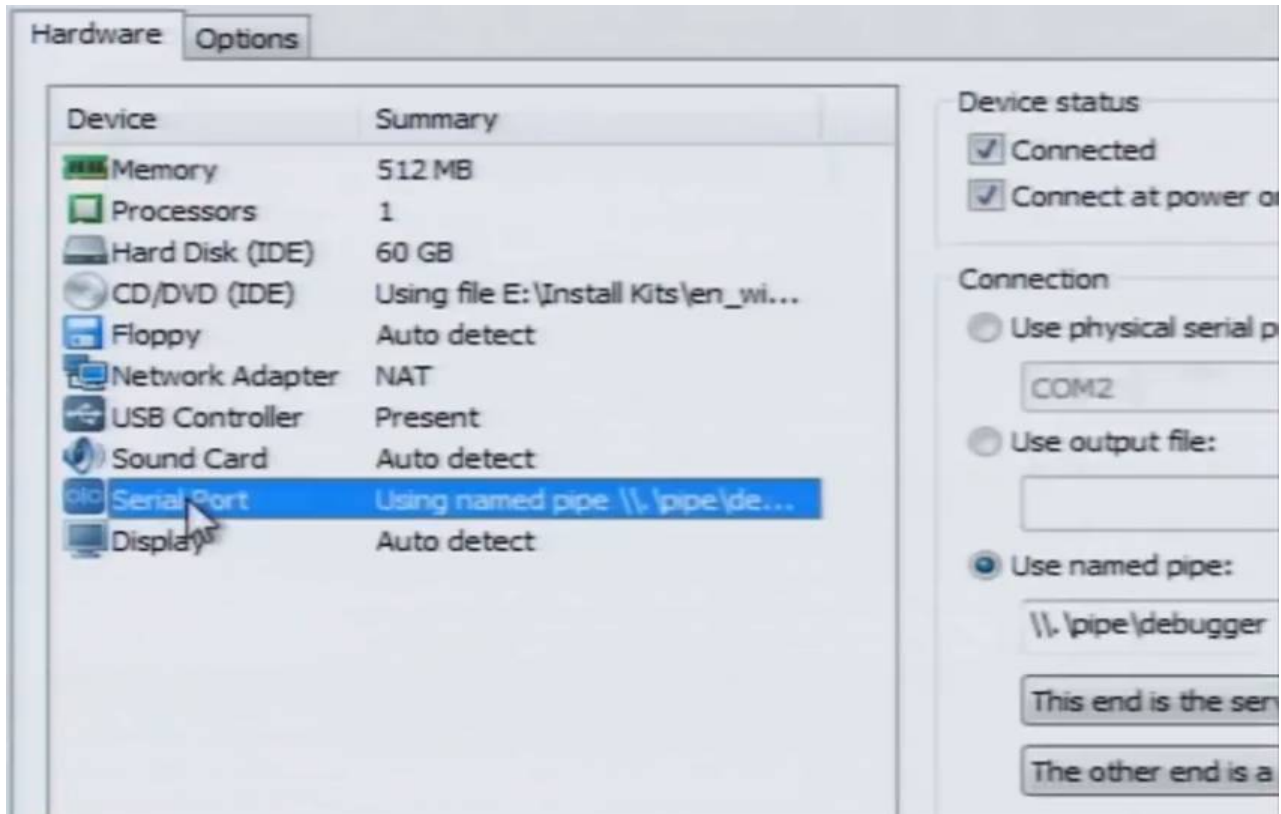 Hardware Options
Device Summary
Memory 512 MB
Processors 1
Hard Disk (IDE) 60 GB
CD/DVD (IDE) Using file E:\Install Kits\en_wi...
Floppy Auto detect
Network Adapter NAT
USB Controller Present
Sound Card Auto detect
Serial Port Using named pipe \\.\pipe\de...
Display Auto detect
Device status
Connected
Connect at power
Connection
Use physical serial
COM2
Use output file:
Use named pipe:
\\.\pipe\debugger
This end is the
The other end is a